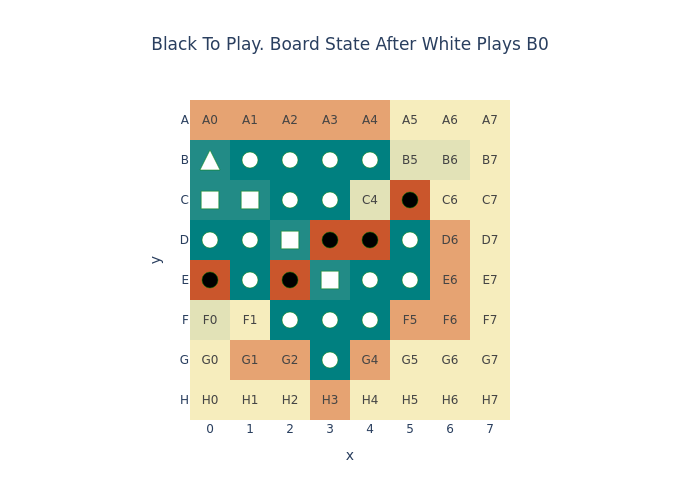 Black To Play. Board State After White Plays B0
A A0 A1 A2 A3 A4 A5 A6 A7
B B5 B6 B7
C C4 C6 C7
D D6 D7
y
E E6 E7
F F0 F1 F5 F6 F7
G G0 G1 G2 G4 G5 G6 G7
H H0 H1 H2 H3 H4 H5 H6 H7
0 1 2 3 4 5 6 7
x